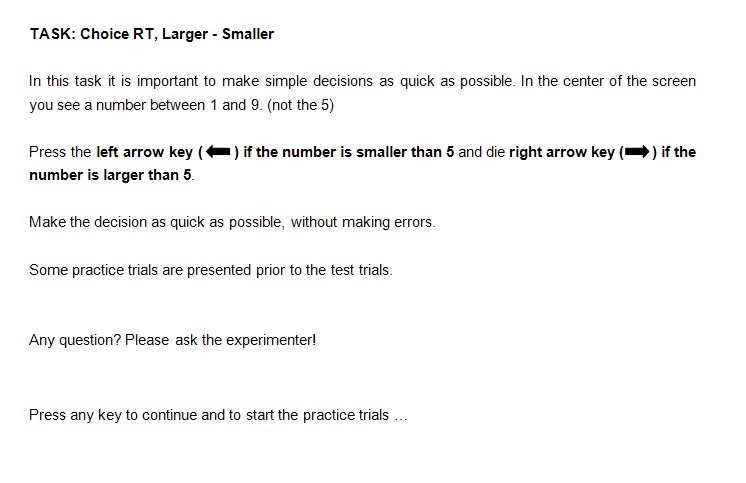 TASK: Choice RT, Larger - Smaller
In this task it is important to make simple decisions as quick as possible. In the center of the screen
you see a number between 1 and 9. (not the 5)
Press the left arrow key (⬅) if the number is smaller than 5 and die right arrow key (➡) if the
number is larger than 5.
Make the decision as quick as possible, without making errors.
Some practice trials are presented prior to the test trials.
Any question? Please ask the experimenter!
Press any key to continue and to start the practice trials …